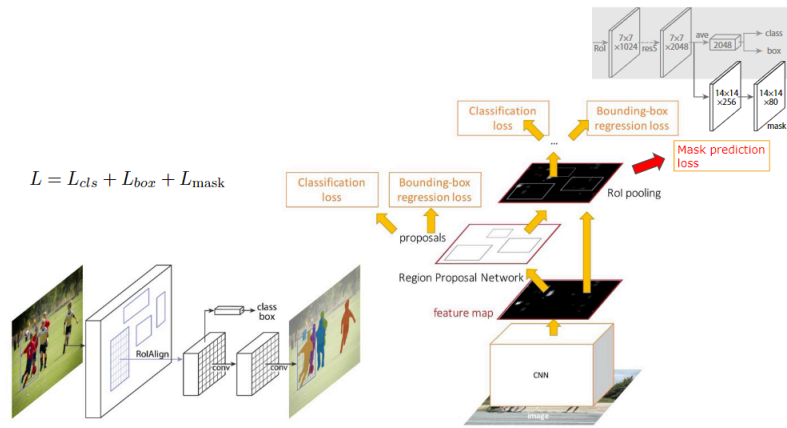 RoI
7×7
×1024
res5
7×7
×2048
ave
2048
class
box
14×14
×256
14×14
×80
mask
Classification
loss
Bounding-box
regression loss
...
Mask prediction
loss
L = L_cls + L_box + L_mask
Classification
loss
Bounding-box
regression loss
RoI pooling
proposals
Region Proposal Network
feature map
CNN
image
RoIAlign
class
box
conv
conv